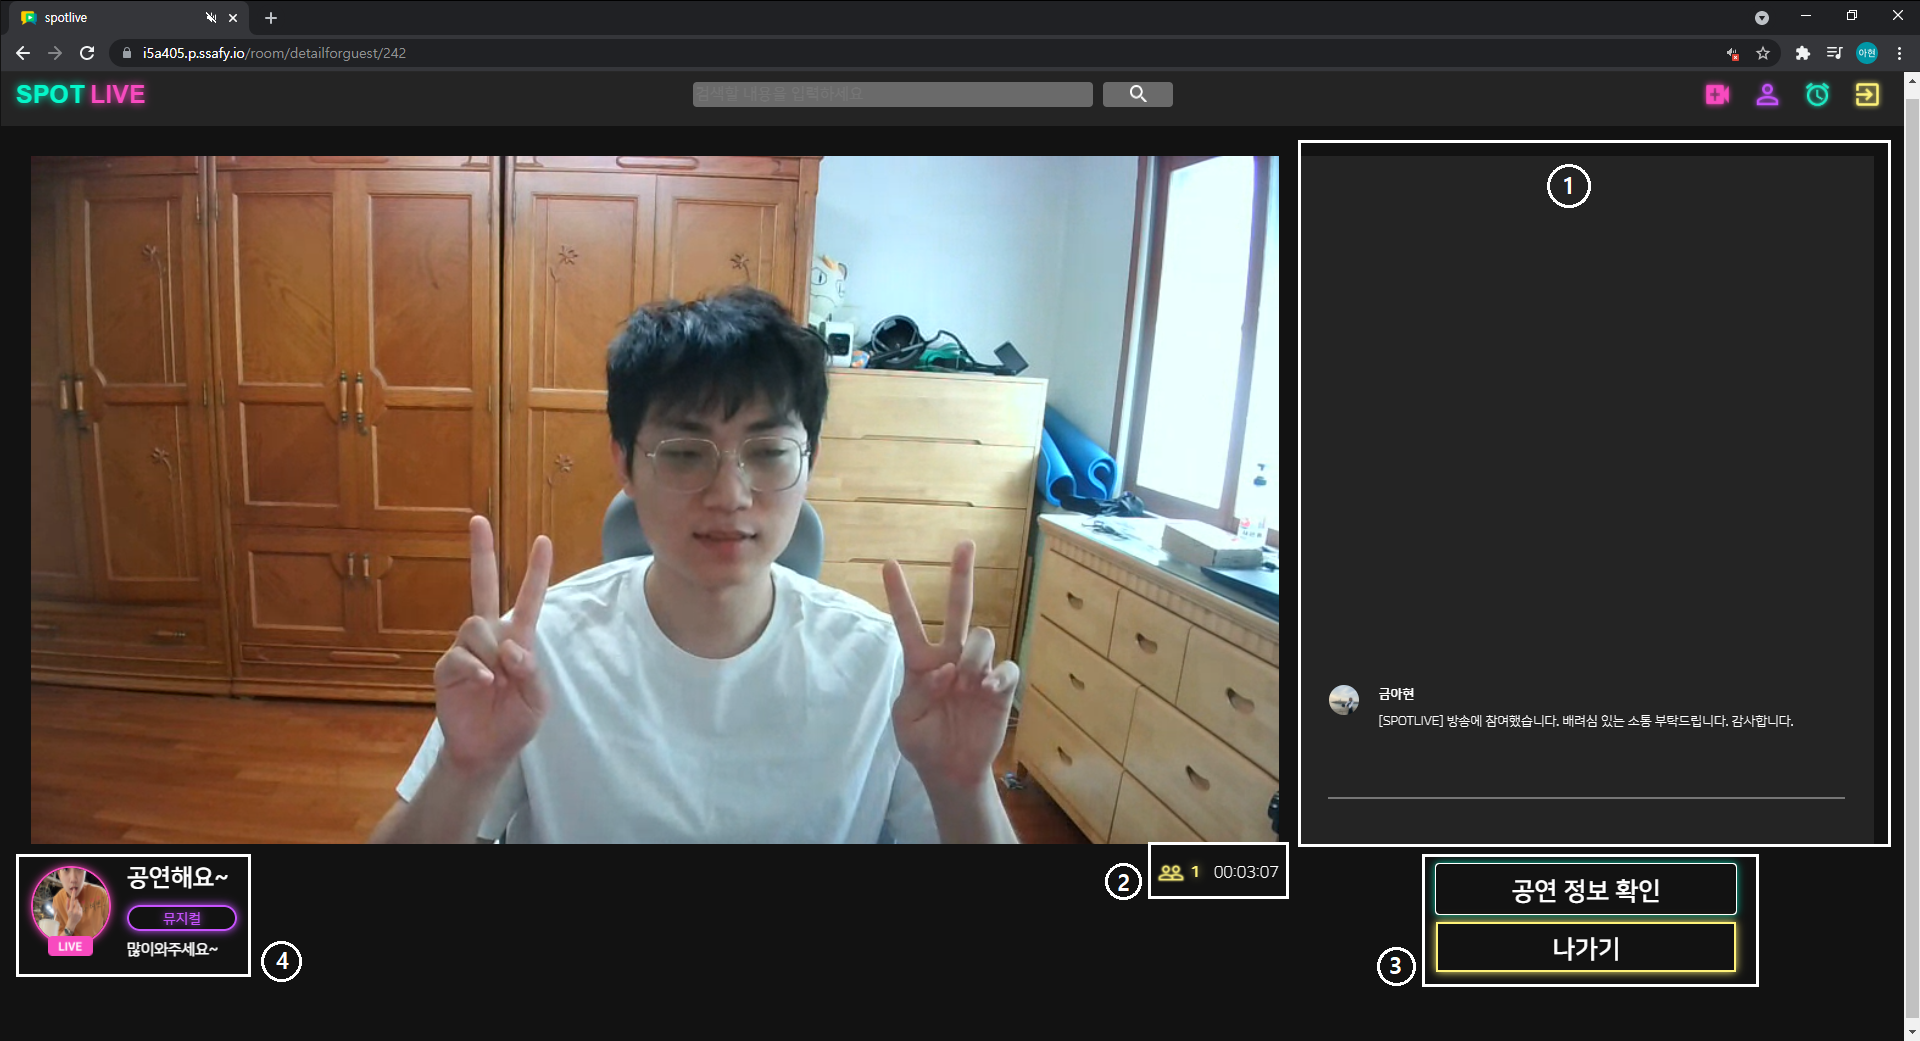 spotlive
i5a405.p.ssafy.io/room/detailforguest/242
아현
SPOT LIVE
검색할 내용을 입력하세요
1
금아현
[SPOTLIVE] 방송에 참여했습니다. 배려심 있는 소통 부탁드립니다. 감사합니다.
2
1 00:03:07
공연 정보 확인
나가기
3
공연해요~
뮤지컬
LIVE
많이와주세요~
4